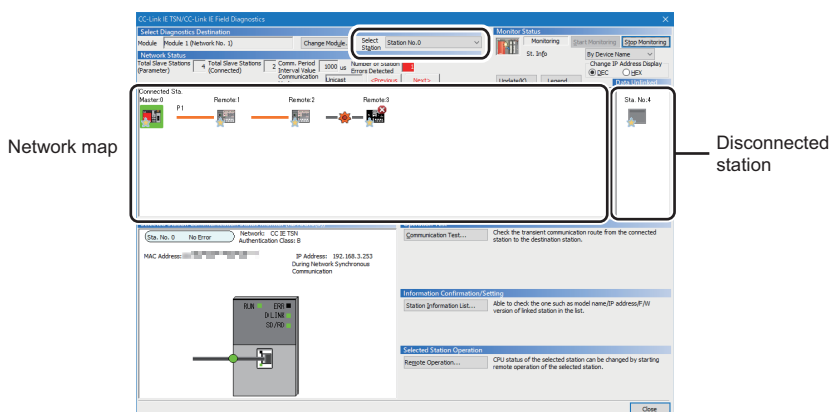 CC-Link IE TSN/CC-Link IE Field Diagnostics
Select Diagnostics Destination
Module Module 1 (Network No. 1) Change Module...
Select Station Station No.0
Monitor Status
Monitoring Start Monitoring Stop Monitoring
Network Status
Total Slave Stations (Parameter) 4 Total Slave Stations (Connected) 2 Comm. Period Interval Value 1000 us Number of Station Errors Detected 1
St. Info By Device Name
Change IP Address Display
DEC HEX
Communication Unicast <Previous Next>
Update(K) Legend
Data Unlinked
Connected Sta.
Master:0 Remote:1 Remote:2 Remote:3
Sta. No.4
P1
Network map
Disconnected station
Sta. No. 0 No Error
Network: CC IE TSN
Authentication Class: B
MAC Address:
IP Address: 192.168.3.253
During Network Synchronous Communication
RUN ERR
D LINK
SD/RD
Communication Test...
Check the transient communication route from the connected station to the destination station.
Information Confirmation/Setting
Station Information List...
Able to check the one such as model name/IP address/F/W version of linked station in the list.
Selected Station Operation
Remote Operation...
CPU status of the selected station can be changed by starting remote operation of the selected station.
Close